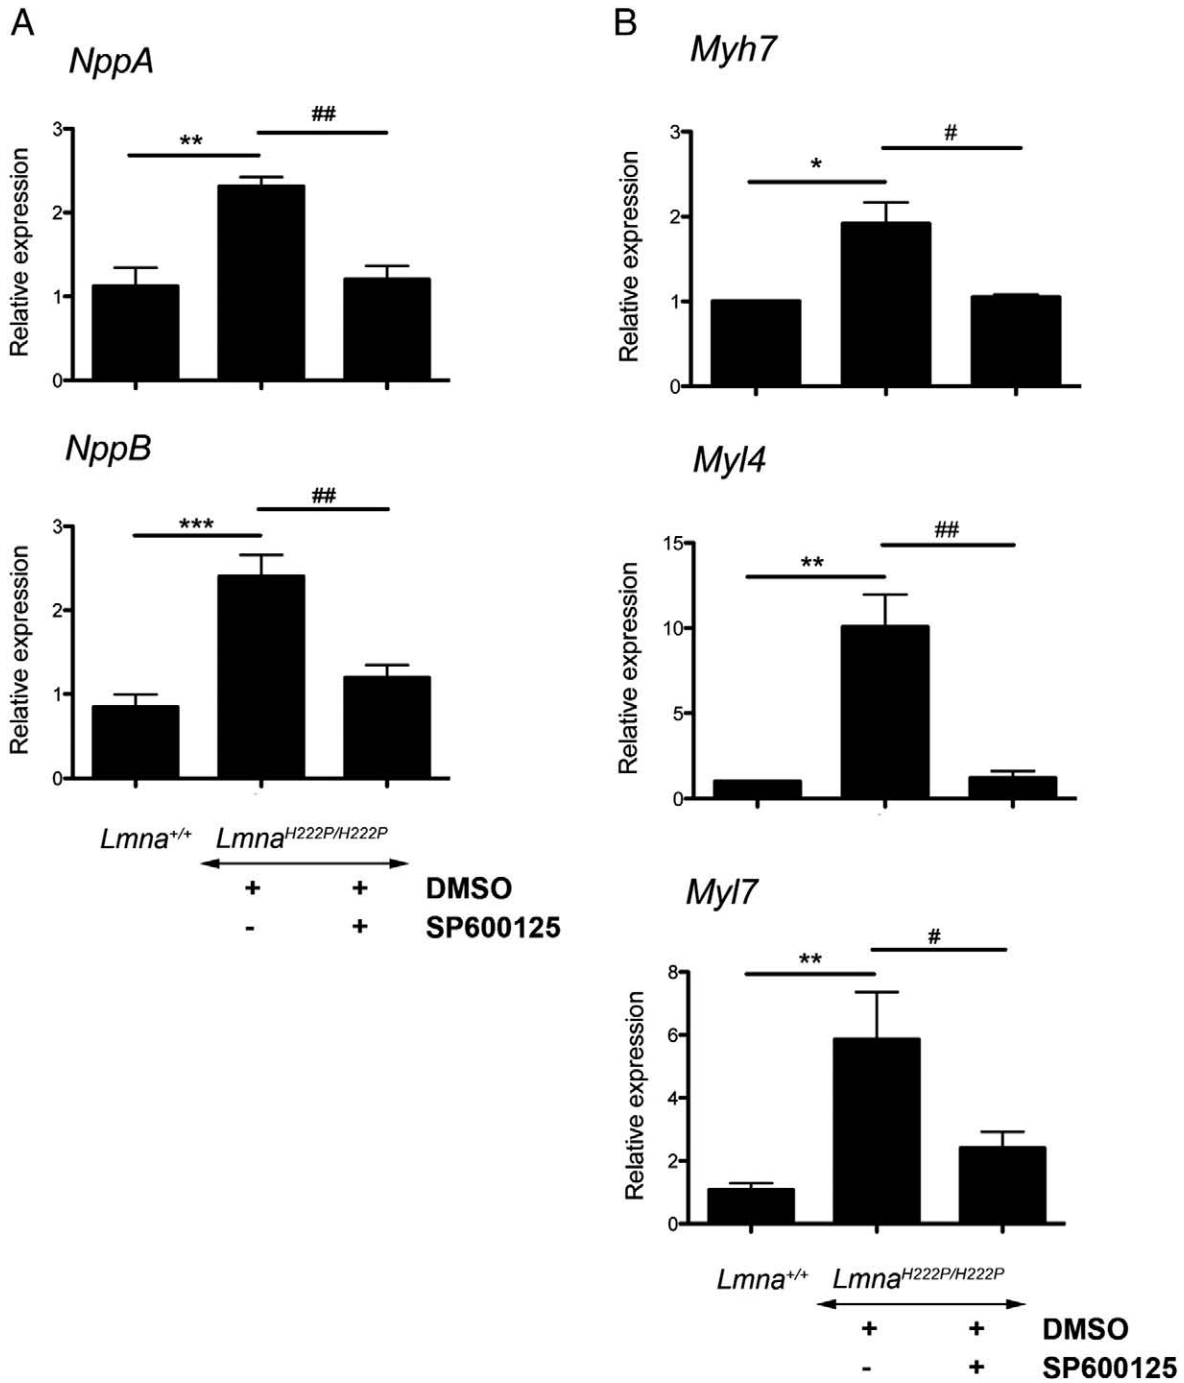 A
NppA
Relative expression
3
2
1
0
**
##
NppB
Relative expression
3
2
1
0
***
##
Lmna+/+ LmnaH222P/H222P
+ + DMSO
- + SP600125
B
Myh7
Relative expression
3
2
1
0
*
#
Myl4
Relative expression
15
10
5
0
**
##
Myl7
Relative expression
8
6
4
2
0
**
#
Lmna+/+ LmnaH222P/H222P
+ + DMSO
- + SP600125